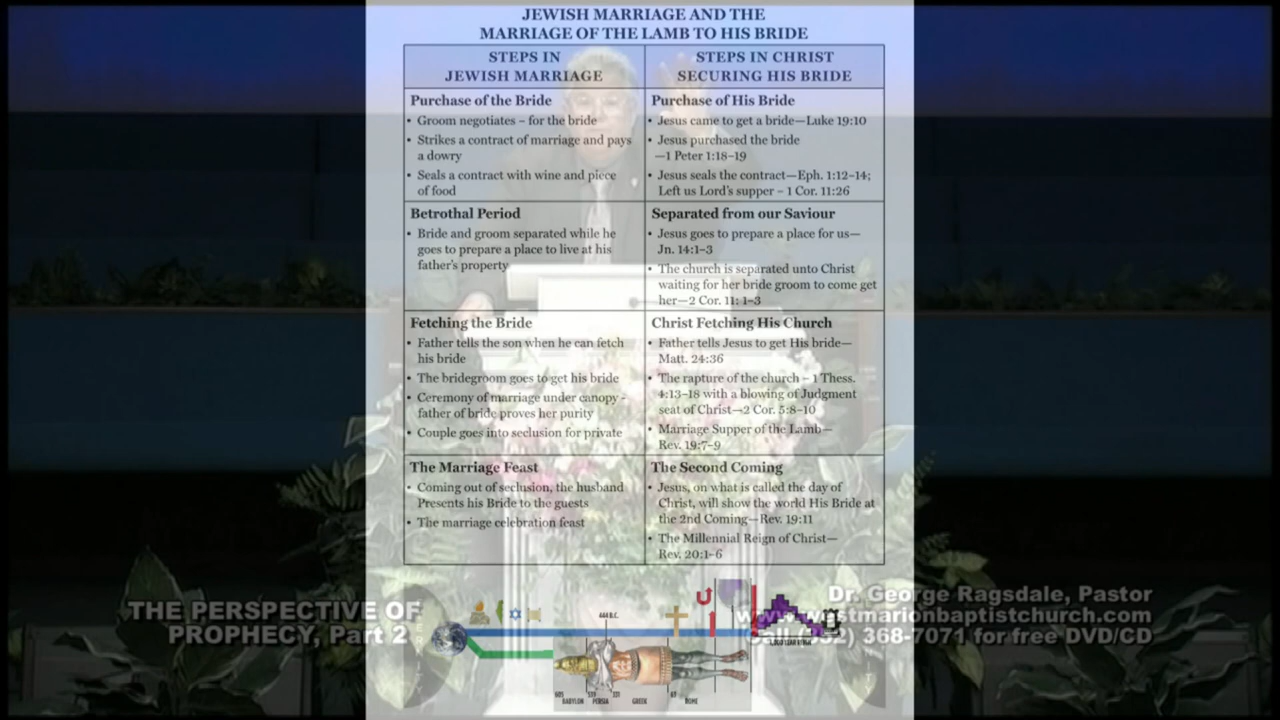 JEWISH MARRIAGE AND THE
MARRIAGE OF THE LAMB TO HIS BRIDE
STEPS IN
JEWISH MARRIAGE
STEPS IN CHRIST
SECURING HIS BRIDE
Purchase of the Bride
• Groom negotiates – for the bride
• Strikes a contract of marriage and pays
a dowry
• Seals a contract with wine and piece
of food
Purchase of His Bride
• Jesus came to get a bride—Luke 19:10
• Jesus purchased the bride
—1 Peter 1:18–19
• Jesus seals the contract—Eph. 1:12–14;
Left us Lord's supper – 1 Cor. 11:26
Betrothal Period
• Bride and groom separated while he
goes to prepare a place to live at his
father's property
Separated from our Saviour
• Jesus goes to prepare a place for us—
Jn. 14:1–3
• The church is separated unto Christ
waiting for her bride groom to come get
her—2 Cor. 11: 1–3
Fetching the Bride
• Father tells the son when he can fetch
his bride
• The bridegroom goes to get his bride
• Ceremony of marriage under canopy -
father of bride proves her purity
• Couple goes into seclusion for private
Christ Fetching His Church
• Father tells Jesus to get His bride—
Matt. 24:36
• The rapture of the church – 1 Thess.
4:13–18 with a blowing of Judgment
seat of Christ—2 Cor. 5:8–10
• Marriage Supper of the Lamb—
Rev. 19:7–9
The Marriage Feast
• Coming out of seclusion, the husband
Presents his Bride to the guests
• The marriage celebration feast
The Second Coming
• Jesus, on what is called the day of
Christ, will show the world His Bride at
the 2nd Coming—Rev. 19:11
• The Millennial Reign of Christ—
Rev. 20:1–6
THE PERSPECTIVE OF
PROPHECY, Part 2
Dr. George Ragsdale, Pastor
368-7071 for free DVD/CD
444 B.C.
605
539
331
BABYLON
PERSIA
GREEK
ROME